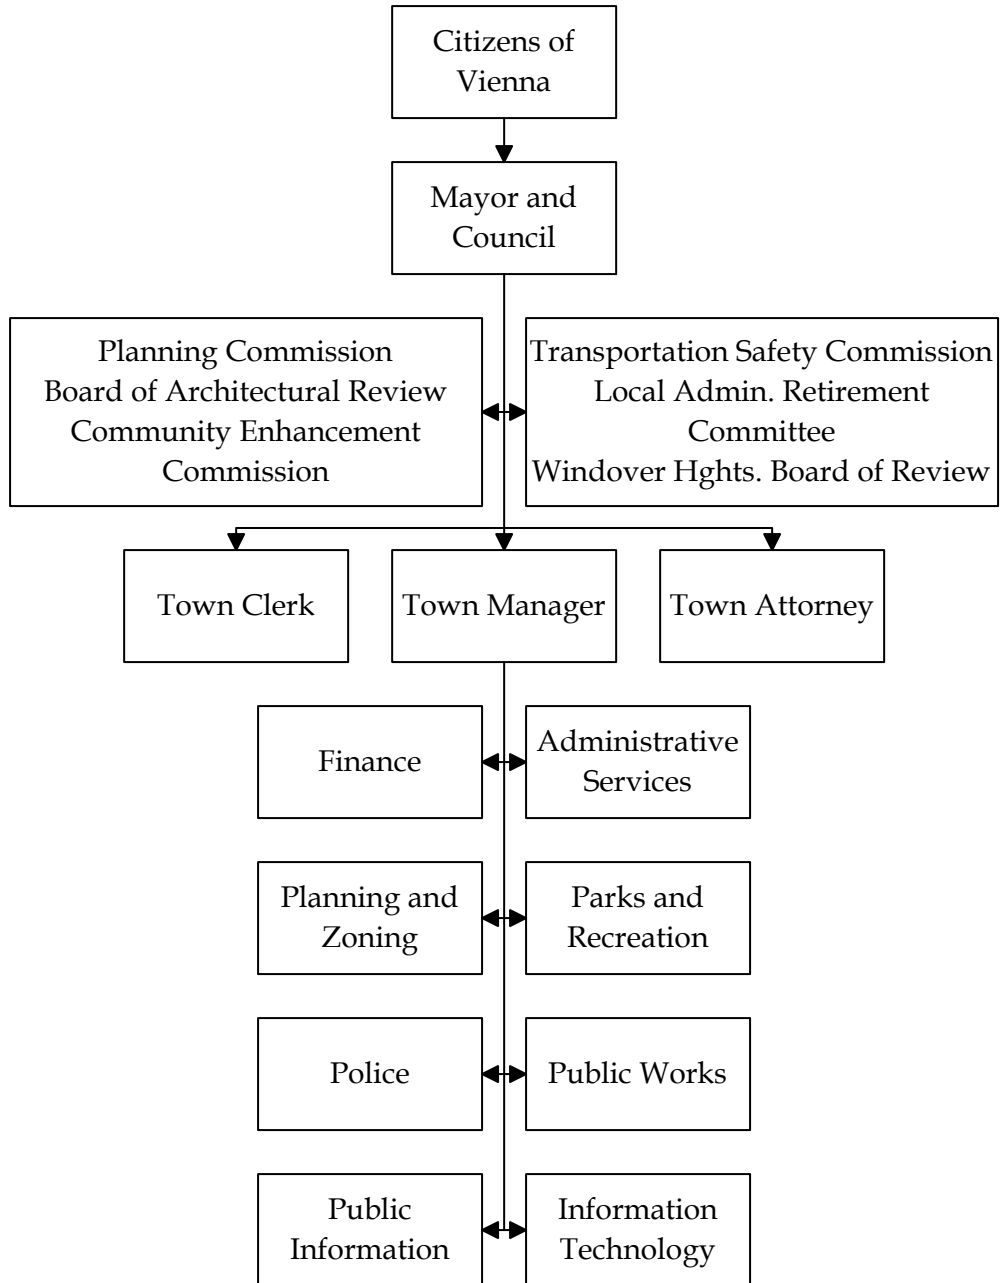 Citizens of
Vienna
Mayor and
Council
Planning Commission
Board of Architectural Review
Community Enhancement
Commission
Transportation Safety Commission
Local Admin. Retirement
Committee
Windover Hghts. Board of Review
Town Clerk
Town Manager
Town Attorney
Finance
Administrative
Services
Planning and
Zoning
Parks and
Recreation
Police
Public Works
Public
Information
Information
Technology